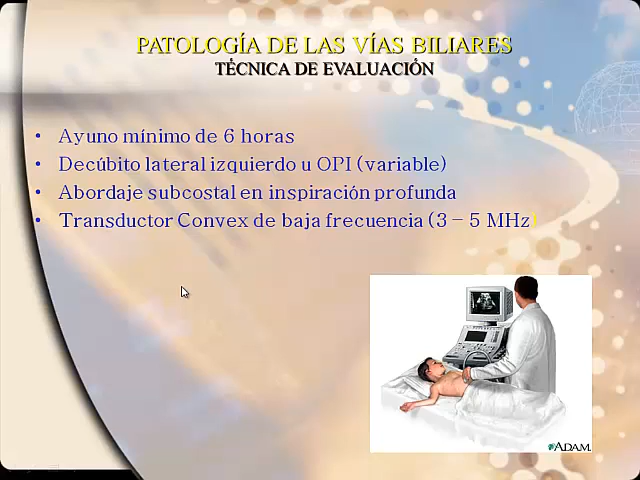 PATOLOGÍA DE LAS VÍAS BILIARES
TÉCNICA DE EVALUACIÓN
• Ayuno mínimo de 6 horas
• Decúbito lateral izquierdo u OPI (variable)
• Abordaje subcostal en inspiración profunda
• Transductor Convex de baja frecuencia (3 – 5 MHz)
ADAM.